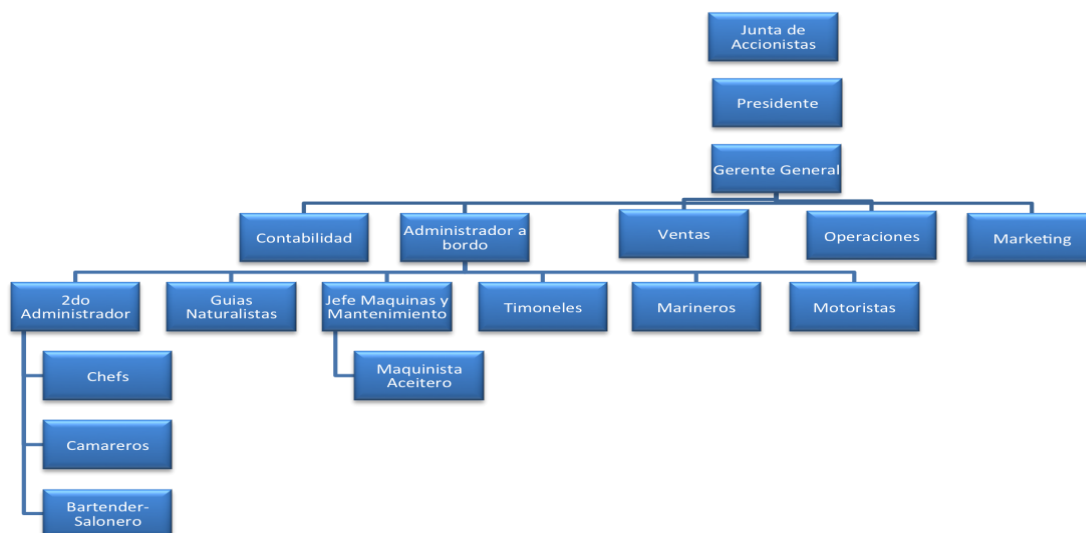 Junta de
Accionistas
Presidente
Gerente General
Contabilidad
Administrador a
bordo
Ventas
Operaciones
Marketing
2do
Administrador
Guias
Naturalistas
Jefe Maquinas y
Mantenimiento
Timoneles
Marineros
Motoristas
Chefs
Maquinista
Aceitero
Camareros
Bartender-
Salonero